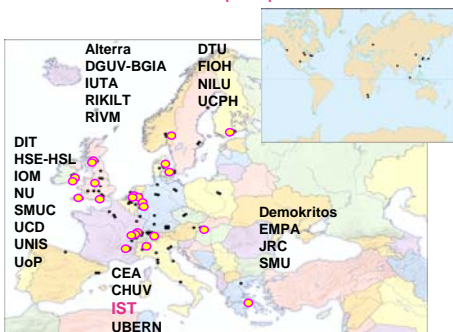 Alterra
DGUV-BGIA
IUTA
RIKILT
RIVM
DTU
FIOH
NILU
UCPH
DIT
HSE-HSL
IOM
NU
SMUC
UCD
UNIS
UoP
Demokritos
EMPA
JRC
SMU
CEA
CHUV
IST
UBERN